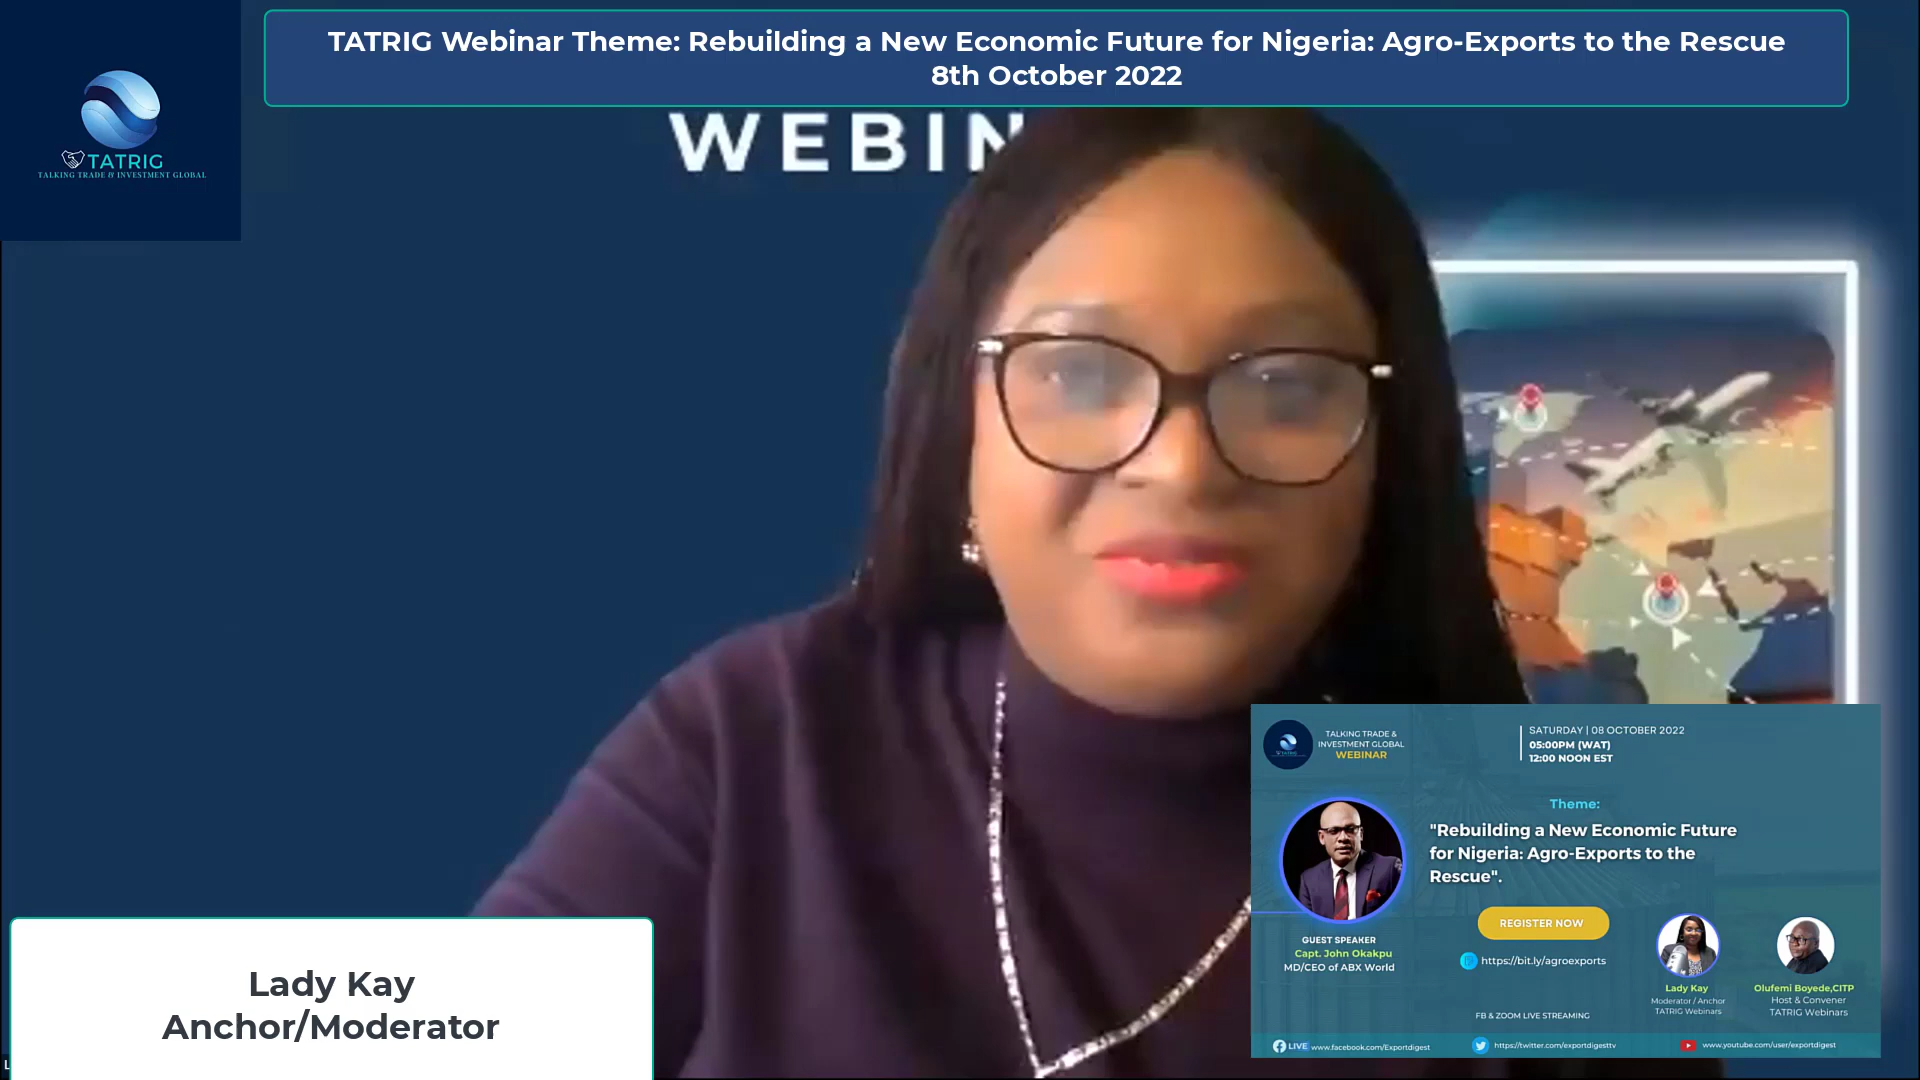 TATRIG Webinar Theme: Rebuilding a New Economic Future for Nigeria: Agro-Exports to the Rescue
8th October 2022
TATRIG
TALKING TRADE & INVESTMENT GLOBAL
WEBIN
TALKING TRADE &
INVESTMENT GLOBAL
WEBINAR
SATURDAY | 08 OCTOBER 2022
05:00PM (WAT)
12:00 NOON EST
Theme:
"Rebuilding a New Economic Future
for Nigeria: Agro-Exports to the
Rescue".
REGISTER NOW
https://bit.ly/agroexports
GUEST SPEAKER
Capt. John Okakpu
MD/CEO of ABX World
Lady Kay
Moderator / Anchor
TATRIG Webinars
Olufemi Boyede,CITP
Host & Convener
TATRIG Webinars
FB & ZOOM LIVE STREAMING
LIVE www.facebook.com/Exportdigest
https://twitter.com/exportdigesttv
www.youtube.com/user/exportdigest
Lady Kay
Anchor/Moderator